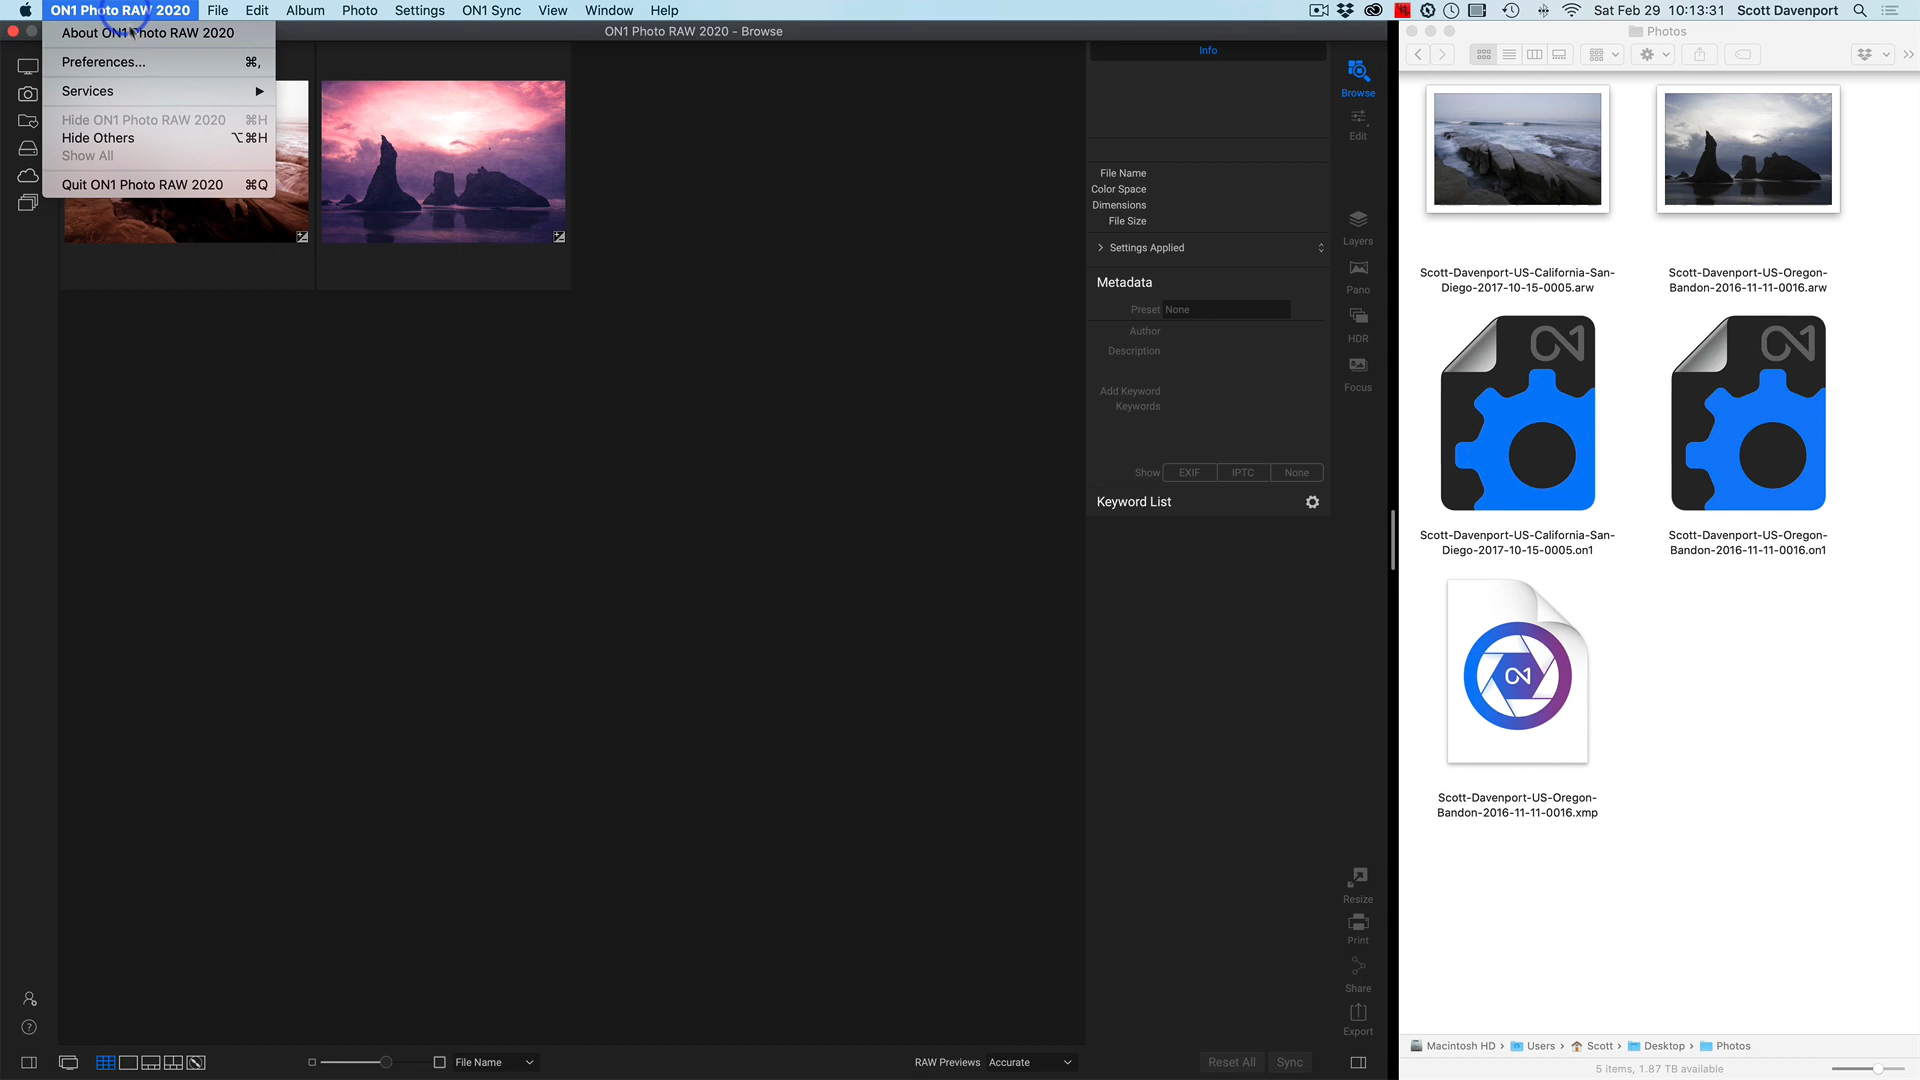 ON1 Photo RAW 2020 File Edit Album Photo Settings ON1 Sync View Window Help
Sat Feb 29 10:13:31 Scott Davenport
About ON1 Photo RAW 2020
Preferences... ⌘,
Services
Hide ON1 Photo RAW 2020 ⌘H
Hide Others ⌥⌘H
Show All
Quit ON1 Photo RAW 2020 ⌘Q
ON1 Photo RAW 2020 - Browse
Info
File Name
Color Space
Dimensions
File Size
Settings Applied
Metadata
Preset None
Author
Description
Add Keyword
Keywords
Show EXIF IPTC None
Keyword List
Browse
Edit
Layers
Pano
HDR
Focus
Resize
Print
Share
Export
File Name
RAW Previews Accurate
Reset All Sync
Photos
Scott-Davenport-US-California-San-
Diego-2017-10-15-0005.arw
Scott-Davenport-US-Oregon-
Bandon-2016-11-11-0016.arw
Scott-Davenport-US-California-San-
Diego-2017-10-15-0005.on1
Scott-Davenport-US-Oregon-
Bandon-2016-11-11-0016.on1
Scott-Davenport-US-Oregon-
Bandon-2016-11-11-0016.xmp
Macintosh HD › Users › Scott › Desktop › Photos
5 items, 1.87 TB available